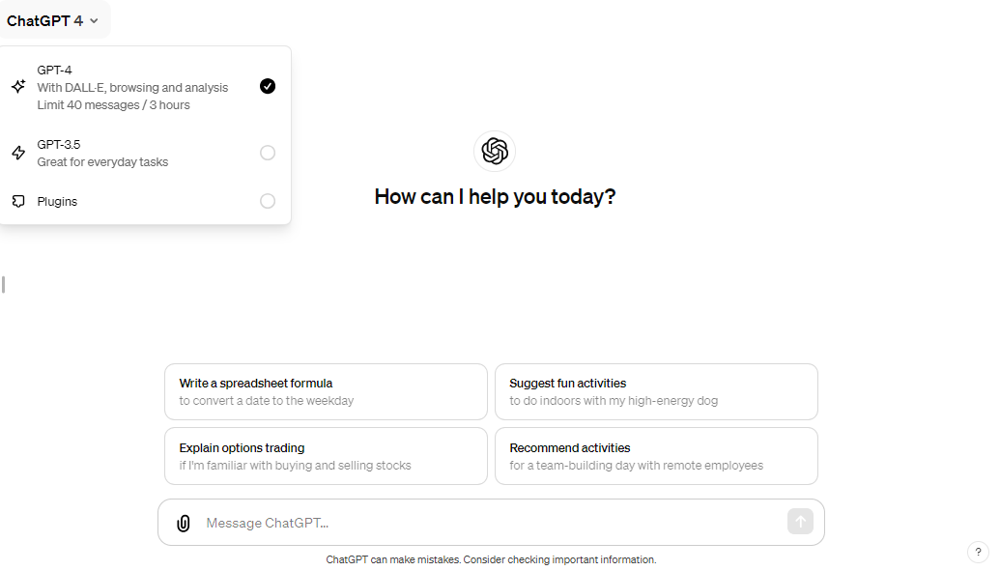 ChatGPT 4
GPT-4
With DALL·E, browsing and analysis
Limit 40 messages / 3 hours
GPT-3.5
Great for everyday tasks
Plugins
How can I help you today?
Write a spreadsheet formula
to convert a date to the weekday
Suggest fun activities
to do indoors with my high-energy dog
Explain options trading
if I'm familiar with buying and selling stocks
Recommend activities
for a team-building day with remote employees
Message ChatGPT...
ChatGPT can make mistakes. Consider checking important information.
?